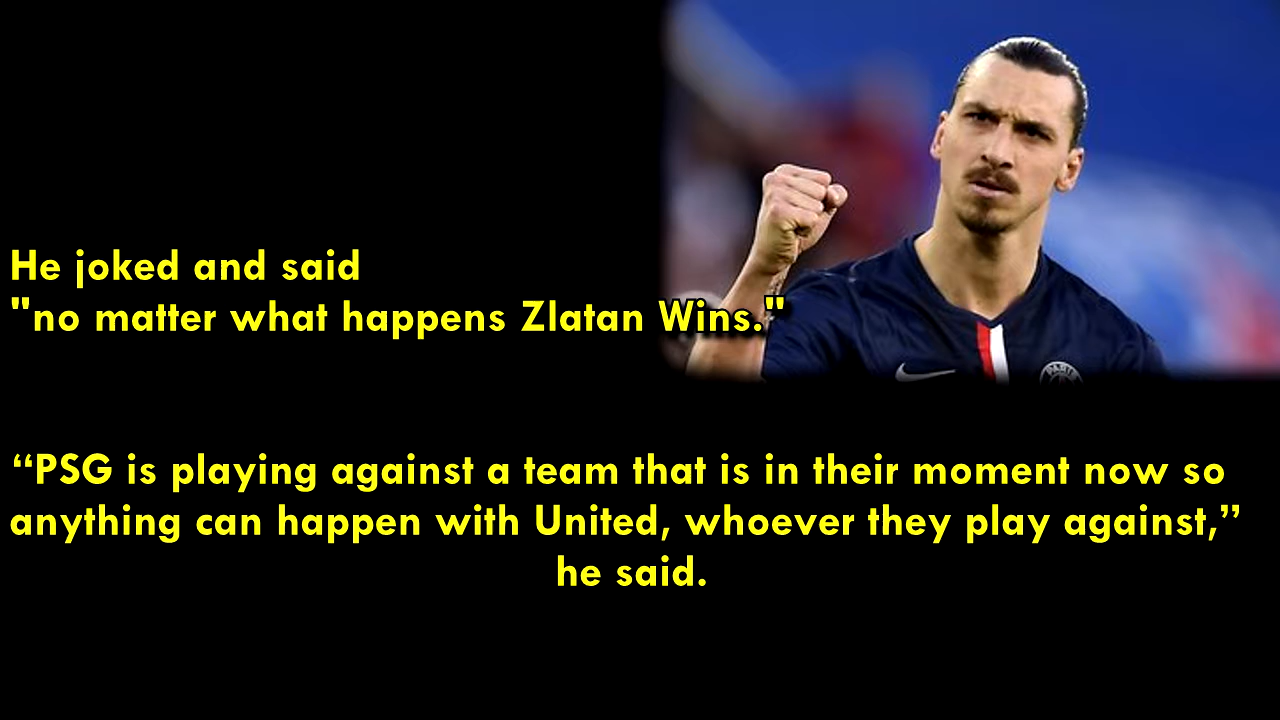 He joked and said
"no matter what happens Zlatan Wins."
“PSG is playing against a team that is in their moment now so
anything can happen with United, whoever they play against,”
he said.
PARIS